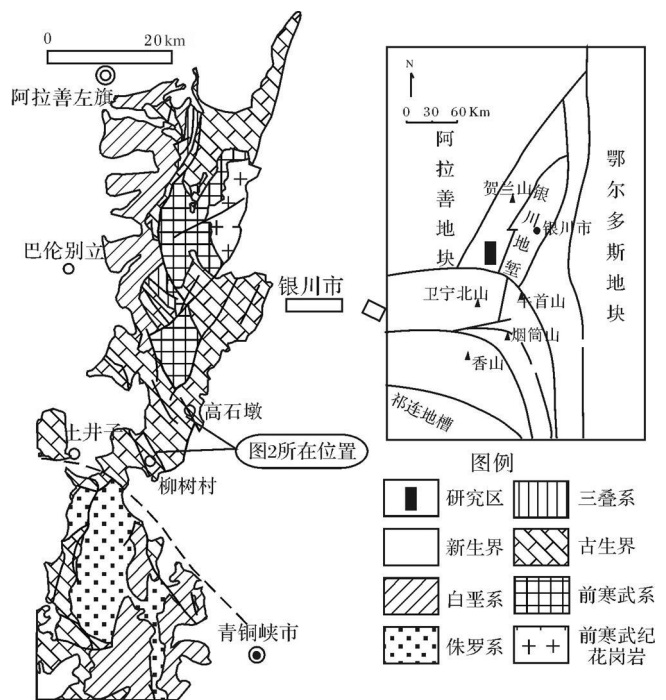 0 20km
阿拉善左旗
巴伦别立
银川市
高石墩
土井子
图2所在位置
柳树村
青铜峡市
N
0 30 60 Km
阿拉善地块
鄂尔多斯地块
贺兰山
银川地堑
银川市
卫宁北山
牛首山
烟筒山
香山
祁连地槽
图例
研究区
三叠系
新生界
古生界
白垩系
前寒武系
侏罗系
前寒武纪
花岗岩